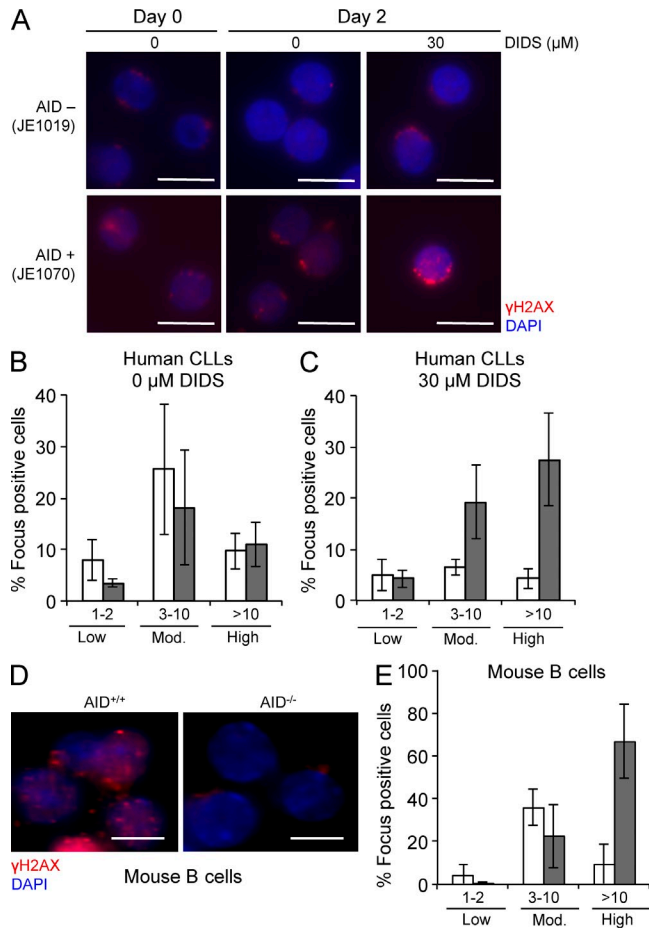 A
Day 0
Day 2
0
0
30
DIDS (µM)
AID –
(JE1019)
AID +
(JE1070)
γH2AX
DAPI
B
Human CLLs
0 µM DIDS
% Focus positive cells
40
30
20
10
0
1-2
3-10
>10
Low
Mod.
High
C
Human CLLs
30 µM DIDS
% Focus positive cells
40
30
20
10
0
1-2
3-10
>10
Low
Mod.
High
D
AID+/+
AID-/-
γH2AX
DAPI
Mouse B cells
E
Mouse B cells
% Focus positive cells
100
80
60
40
20
0
1-2
3-10
>10
Low
Mod.
High